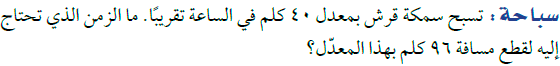 سباحة: تسبح سمكة قرش بمعدل ٤٠ كلم في الساعة تقريبًا. ما الزمن الذي تحتاج
إليه لقطع مسافة ٩٦ كلم بهذا المعدّل؟